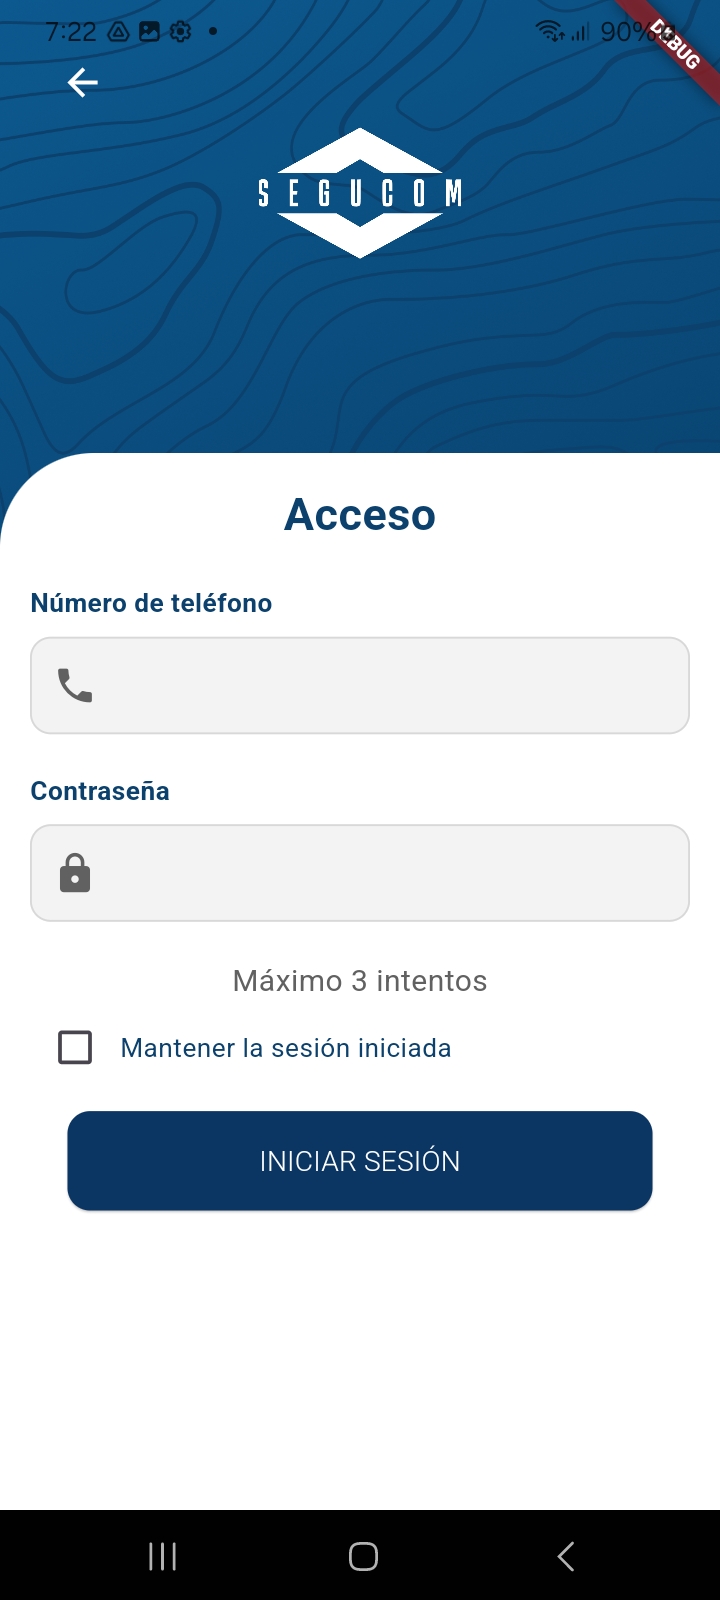 7:22
90%
DEBUG
SEGUCOM
Acceso
Número de teléfono
Contraseña
Máximo 3 intentos
Mantener la sesión iniciada
INICIAR SESIÓN